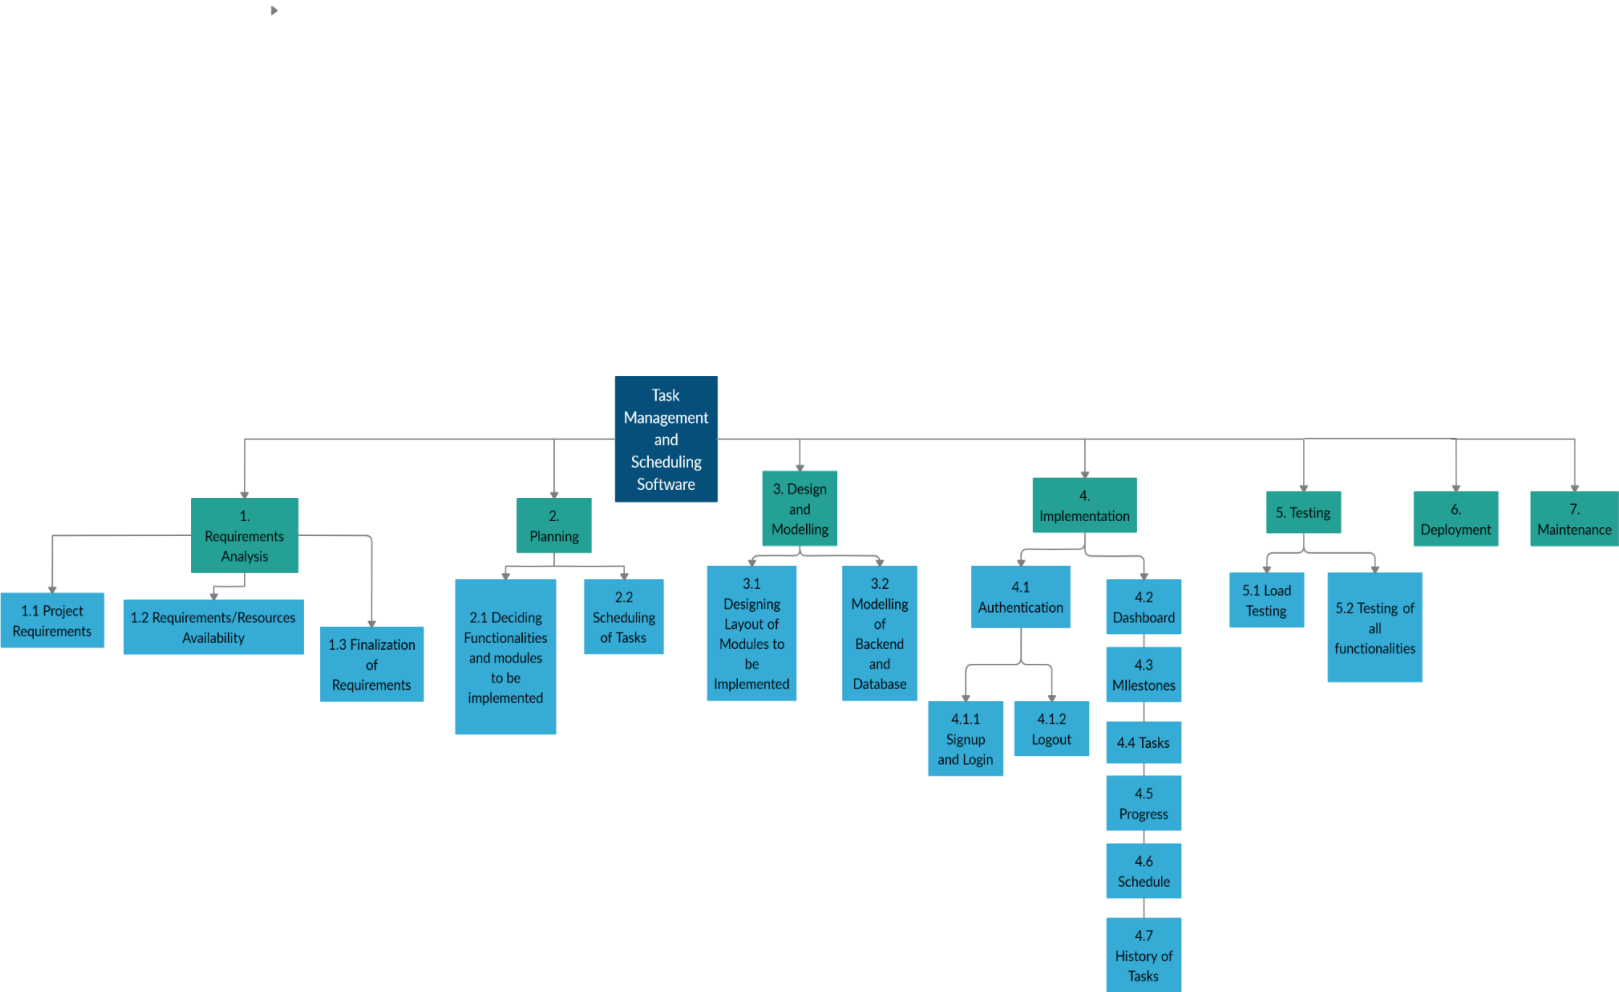 Task
Management
and
Scheduling
Software
1.
Requirements
Analysis
2.
Planning
3. Design
and
Modelling
4.
Implementation
5. Testing
6.
Deployment
7.
Maintenance
1.1 Project
Requirements
1.2 Requirements/Resources
Availability
1.3 Finalization
of
Requirements
2.1 Deciding
Functionalities
and modules
to be
implemented
2.2
Scheduling
of Tasks
3.1
Designing
Layout of
Modules to
be
Implemented
3.2
Modelling
of
Backend
and
Database
4.1
Authentication
4.1.1
Signup
and Login
4.1.2
Logout
4.2
Dashboard
4.3
MIlestones
4.4 Tasks
4.5
Progress
4.6
Schedule
4.7
History of
Tasks
5.1 Load
Testing
5.2 Testing of
all
functionalities